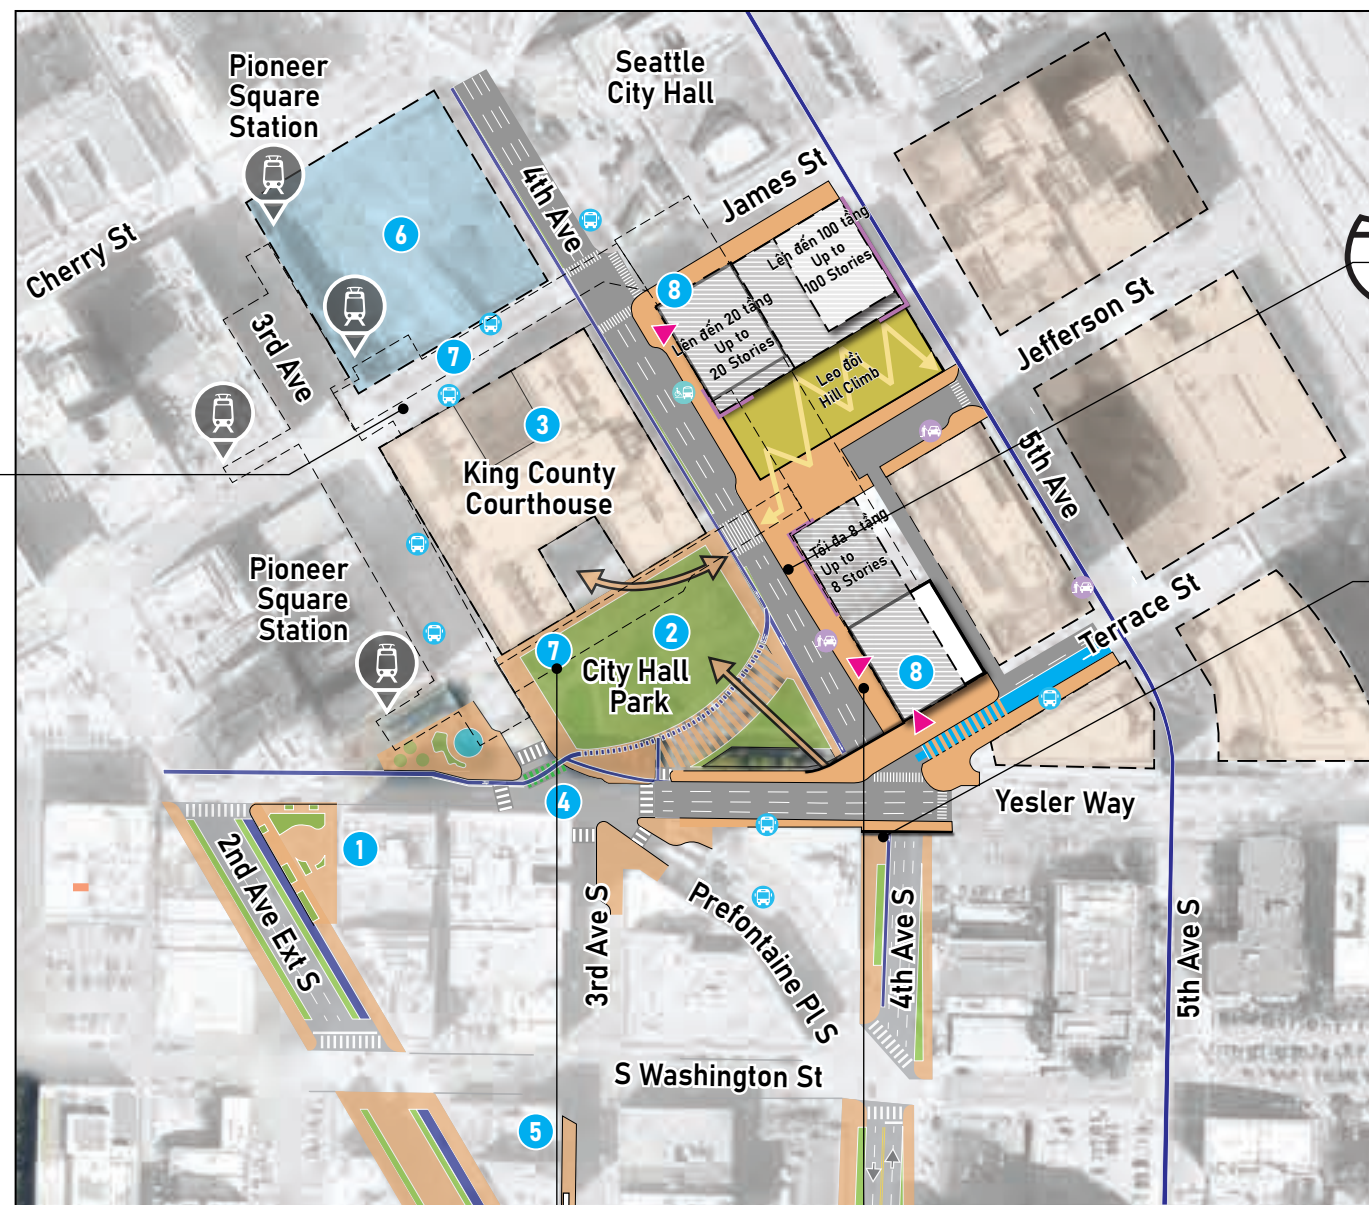 Pioneer
Square
Station
Seattle
City Hall
4th Ave
James St
6
Cherry St
8
Lên đến 100 tầng
Up to
100 Stories
Lên đến 20 tầng
Up to
20 Stories
3rd Ave
7
Jefferson St
Leo đồi
Hill Climb
3
King County
Courthouse
5th Ave
Tối đa 8 tầng
Up to
8 Stories
Pioneer
Square
Station
2
7
City Hall
Park
8
Terrace St
4
Yesler Way
1
2nd Ave Ext S
3rd Ave S
Prefontaine Pl S
4th Ave S
5th Ave S
S Washington St
5